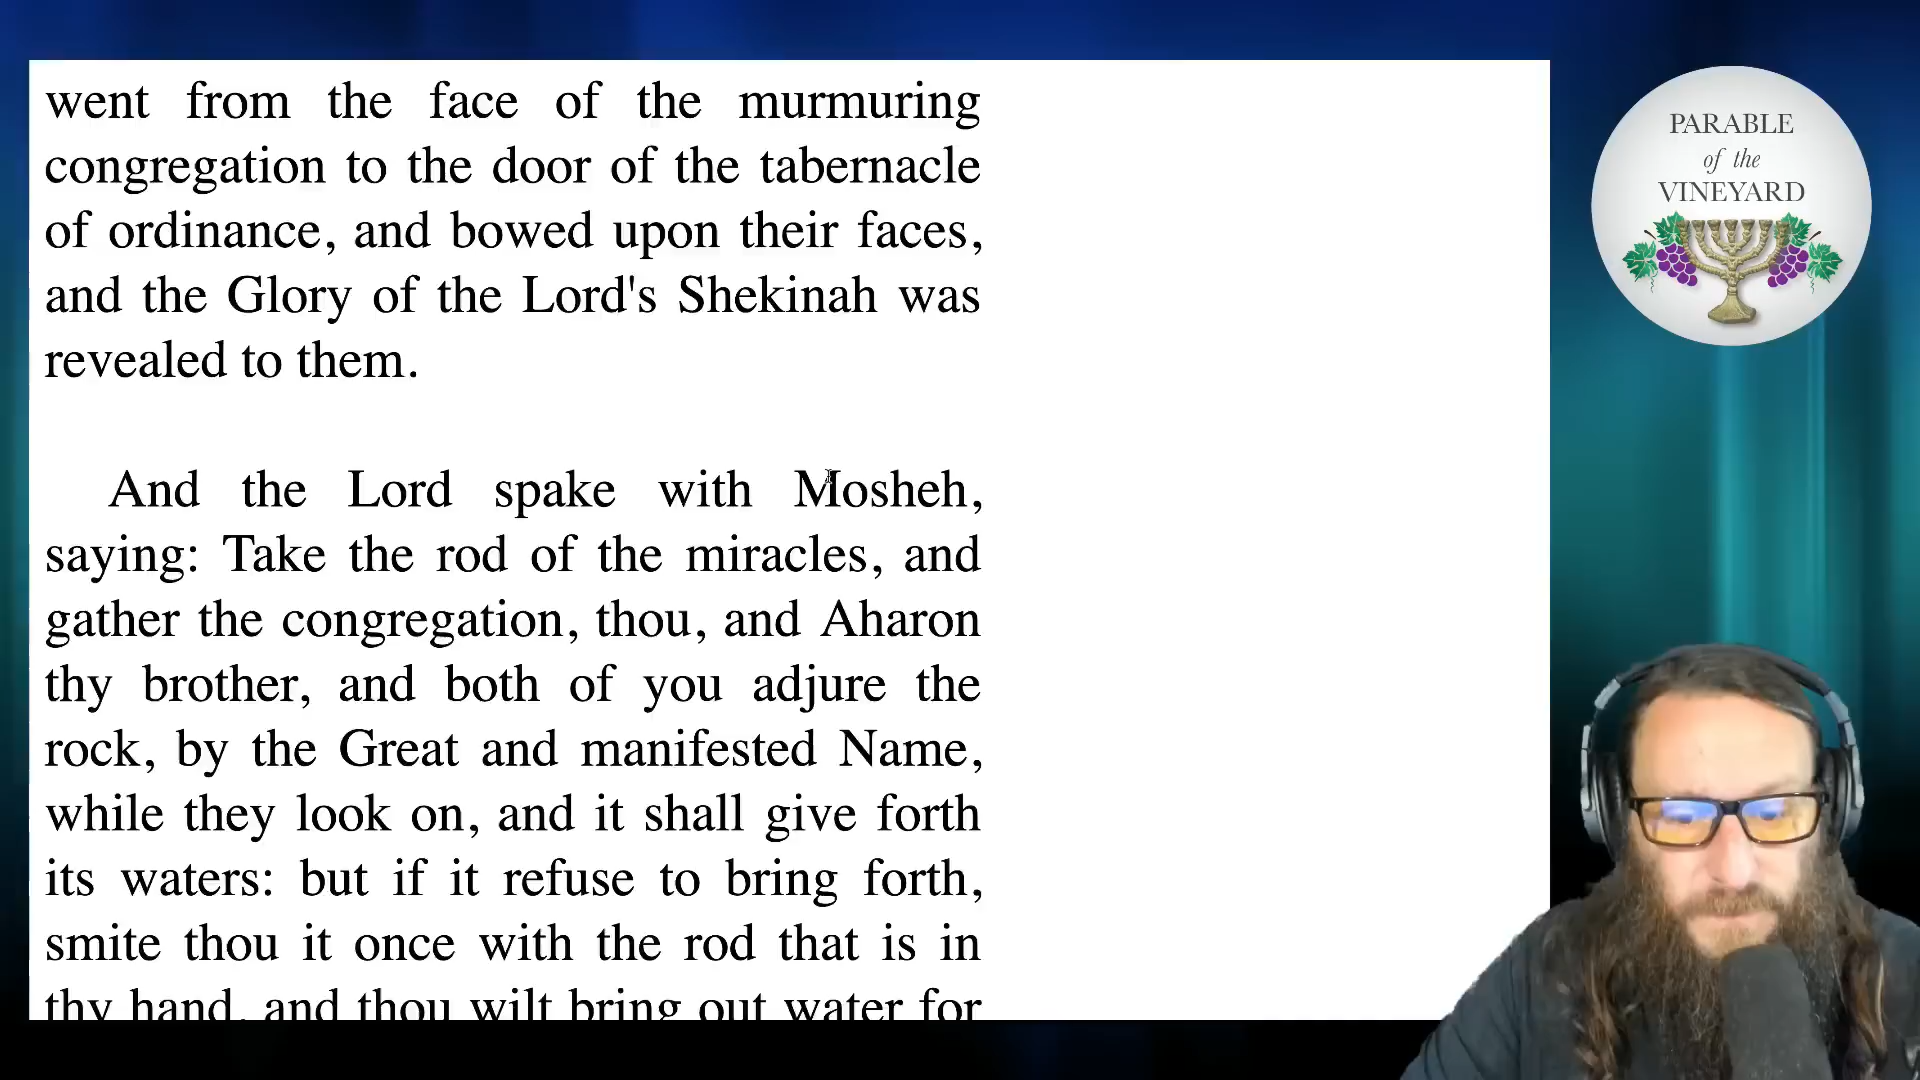 went from the face of the murmuring
congregation to the door of the tabernacle
of ordinance, and bowed upon their faces,
and the Glory of the Lord's Shekinah was
revealed to them.
And the Lord spake with Mosheh,
saying: Take the rod of the miracles, and
gather the congregation, thou, and Aharon
thy brother, and both of you adjure the
rock, by the Great and manifested Name,
while they look on, and it shall give forth
its waters: but if it refuse to bring forth,
smite thou it once with the rod that is in
thy hand, and thou wilt bring out water for
PARABLE
of the
VINEYARD